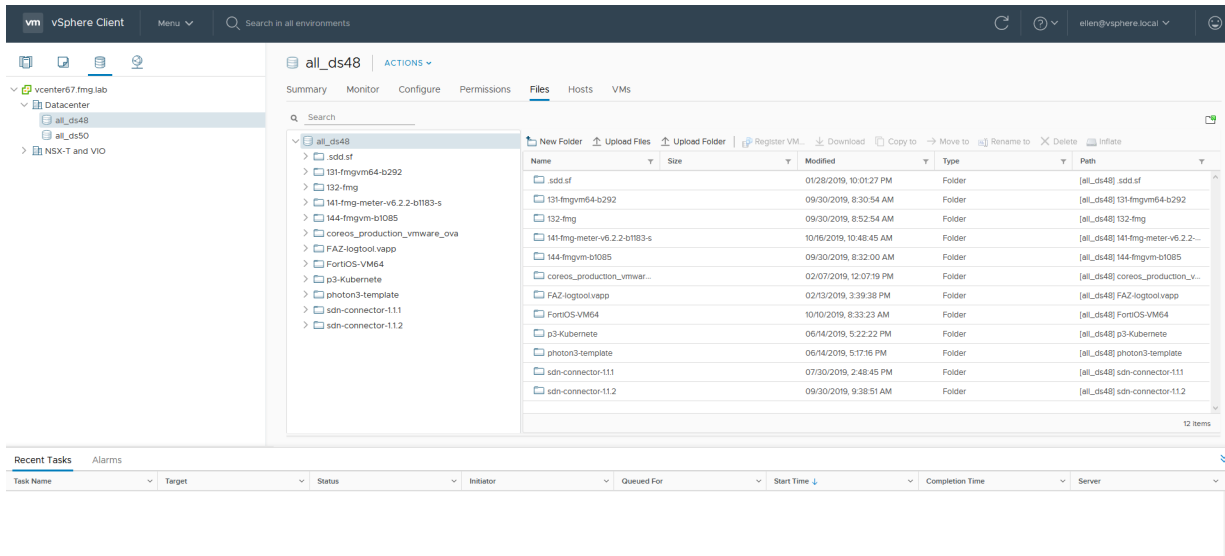 vm vSphere Client Menu Search in all environments ellen@vsphere.local
vcenter67.fmg.lab
Datacenter
all_ds48
all_ds50
NSX-T and VIO
all_ds48 ACTIONS
Summary Monitor Configure Permissions Files Hosts VMs
Search
all_ds48
.sdd.sf
131-fmgvm64-b292
132-fmg
141-fmg-meter-v6.2.2-b1183-s
144-fmgvm-b1085
coreos_production_vmware_ova
FAZ-logtool.vapp
FortiOS-VM64
p3-Kubernete
photon3-template
sdn-connector-1.1.1
sdn-connector-1.1.2
New Folder Upload Files Upload Folder Register VM... Download Copy to Move to Rename to Delete Inflate
Name Size Modified Type Path
.sdd.sf 01/28/2019, 10:01:27 PM Folder [all_ds48] .sdd.sf
131-fmgvm64-b292 09/30/2019, 8:30:54 AM Folder [all_ds48] 131-fmgvm64-b292
132-fmg 09/30/2019, 8:52:54 AM Folder [all_ds48] 132-fmg
141-fmg-meter-v6.2.2-b1183-s 10/16/2019, 10:48:45 AM Folder [all_ds48] 141-fmg-meter-v6.2.2-...
144-fmgvm-b1085 09/30/2019, 8:32:00 AM Folder [all_ds48] 144-fmgvm-b1085
coreos_production_vmwar... 02/07/2019, 12:07:19 PM Folder [all_ds48] coreos_production_v...
FAZ-logtool.vapp 02/13/2019, 3:39:38 PM Folder [all_ds48] FAZ-logtool.vapp
FortiOS-VM64 10/10/2019, 8:33:23 AM Folder [all_ds48] FortiOS-VM64
p3-Kubernete 06/14/2019, 5:22:22 PM Folder [all_ds48] p3-Kubernete
photon3-template 06/14/2019, 5:17:16 PM Folder [all_ds48] photon3-template
sdn-connector-1.1.1 07/30/2019, 2:48:45 PM Folder [all_ds48] sdn-connector-1.1.1
sdn-connector-1.1.2 09/30/2019, 9:38:51 AM Folder [all_ds48] sdn-connector-1.1.2
12 items
Recent Tasks Alarms
Task Name Target Status Initiator Queued For Start Time Completion Time Server